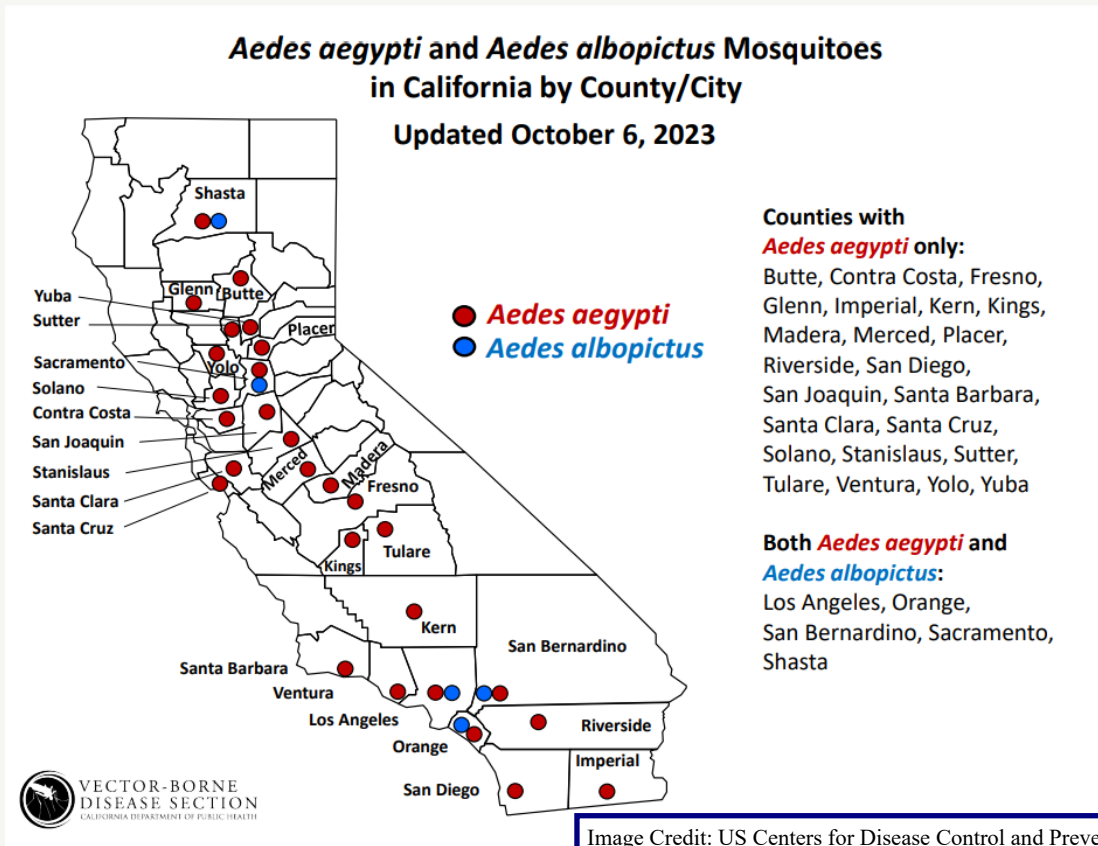 Aedes aegypti and Aedes albopictus Mosquitoes
in California by County/City
Updated October 6, 2023
Shasta
Glenn
Butte
Yuba
Sutter
Placer
Sacramento
Yolo
Solano
Contra Costa
San Joaquin
Stanislaus
Merced
Madera
Santa Clara
Santa Cruz
Fresno
Tulare
Kings
Kern
San Bernardino
Santa Barbara
Ventura
Los Angeles
Riverside
Orange
Imperial
San Diego
Aedes aegypti
Aedes albopictus
Counties with
Aedes aegypti only:
Butte, Contra Costa, Fresno,
Glenn, Imperial, Kern, Kings,
Madera, Merced, Placer,
Riverside, San Diego,
San Joaquin, Santa Barbara,
Santa Clara, Santa Cruz,
Solano, Stanislaus, Sutter,
Tulare, Ventura, Yolo, Yuba
Both Aedes aegypti and
Aedes albopictus:
Los Angeles, Orange,
San Bernardino, Sacramento,
Shasta
VECTOR-BORNE
DISEASE SECTION
CALIFORNIA DEPARTMENT OF PUBLIC HEALTH
Image Credit: US Centers for Disease Control and Preve